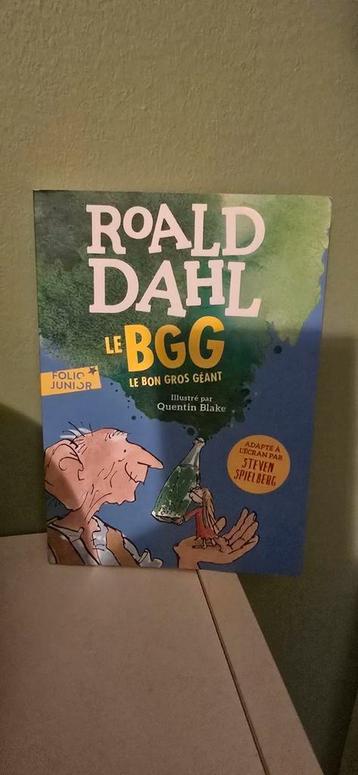 ROALD
DAHL
LE BGG
LE BON GROS GÉANT
Illustré par
Quentin Blake
FOLIO
JUNIOR
ADAPTÉ À
L'ÉCRAN PAR
STEVEN
SPIELBERG